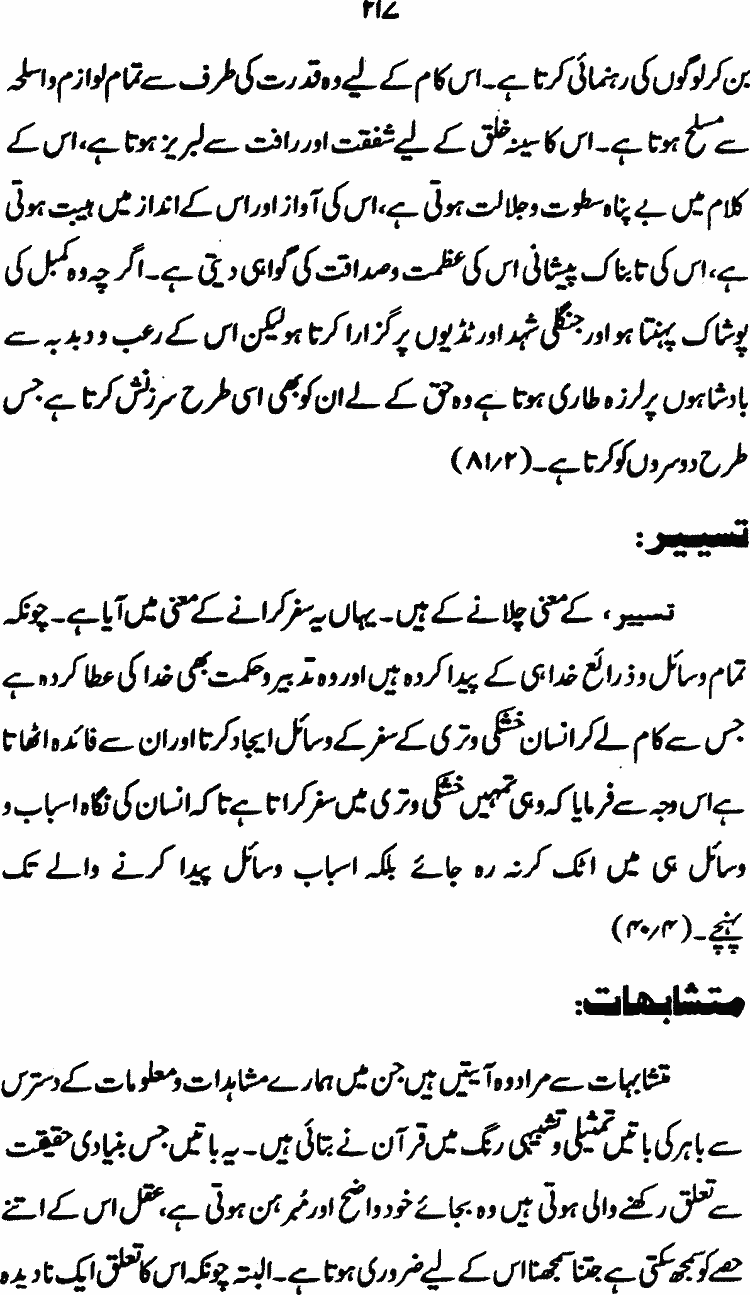 ۲۱۷
بن کر لوگوں کی رہنمائی کرتا ہے۔ اس کام کے لیے وہ قدرت کی طرف سے تمام لوازم و اسلحہ
سے مسلح ہوتا ہے۔ اس کا سینہ خلق کے لیے شفقت اور رافت سے لبریز ہوتا ہے، اس کے
کلام میں بے پناہ سطوت و جلالت ہوتی ہے، اس کی آواز اور اس کے انداز میں ہیبت ہوتی
ہے، اس کی تابناک پیشانی اس کی عظمت و صداقت کی گواہی دیتی ہے۔ اگر چہ وہ کمبل کی
پوشاک پہنتا ہو اور جنگلی شہد اور ٹڈیوں پر گزارا کرتا ہو لیکن اس کے رعب و دبدبہ سے
بادشاہوں پر لرزہ طاری ہوتا ہے وہ حق کے لے ان کو بھی اسی طرح سرزنش کرتا ہے جس
طرح دوسروں کو کرتا ہے۔ (۸۱/۲)
تسییر:
تسییر، کے معنی چلانے کے ہیں۔ یہاں یہ سفر کرانے کے معنی میں آیا ہے۔ چونکہ
تمام وسائل و ذرائع خدا ہی کے پیدا کردہ ہیں اور وہ تدبیر و حکمت بھی خدا کی عطا کردہ ہے
جس سے کام لے کر انسان خشکی و تری کے سفر کے وسائل ایجاد کرتا اور ان سے فائدہ اٹھاتا
ہے اس وجہ سے فرمایا کہ وہی تمہیں خشکی و تری میں سفر کراتا ہے تاکہ انسان کی نگاہ اسباب و
وسائل ہی میں اٹک کر نہ رہ جائے بلکہ اسباب وسائل پیدا کرنے والے تک
پہنچے۔ (۴۰/۴)
متشابهات:
متشابہات سے مراد وہ آیتیں ہیں جن میں ہمارے مشاہدات و معلومات کے دسترس
سے باہر کی باتیں تمثیلی و تشبیہی رنگ میں قرآن نے بتائی ہیں۔ یہ باتیں جس بنیادی حقیقت
سے تعلق رکھنے والی ہوتی ہیں وہ بجائے خود واضح اور مُبرہن ہوتی ہے، عقل اس کے اتنے
حصے کو سمجھ سکتی ہے جتنا سمجھنا اس کے لیے ضروری ہوتا ہے۔ البتہ چونکہ اس کا تعلق ایک نادیدہ